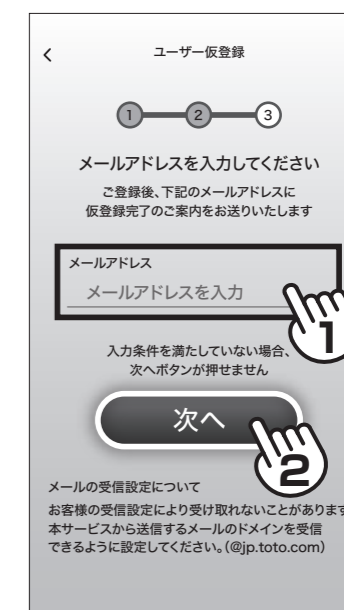 ユーザー仮登録
1 2 3
メールアドレスを入力してください
ご登録後、下記のメールアドレスに
仮登録完了のご案内をお送りいたします
メールアドレス
メールアドレスを入力
1
入力条件を満たしていない場合、
次へボタンが押せません
次へ
2
メールの受信設定について
お客様の受信設定により受け取れないことがあります
本サービスから送信するメールのドメインを受信
できるように設定してください。(@jp.toto.com)